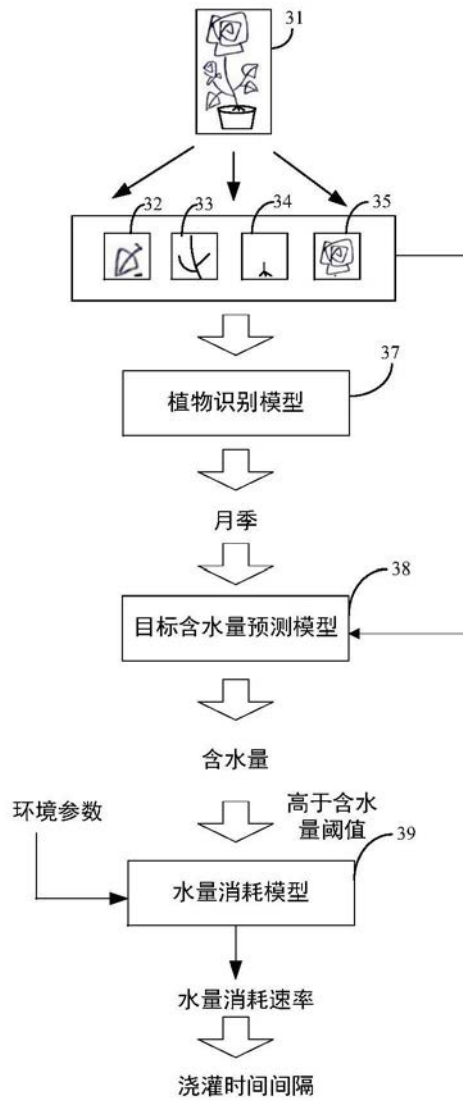 31
32
33
34
35
37
植物识别模型
月季
38
目标含水量预测模型
含水量
环境参数
高于含水
量阈值
39
水量消耗模型
水量消耗速率
浇灌时间间隔